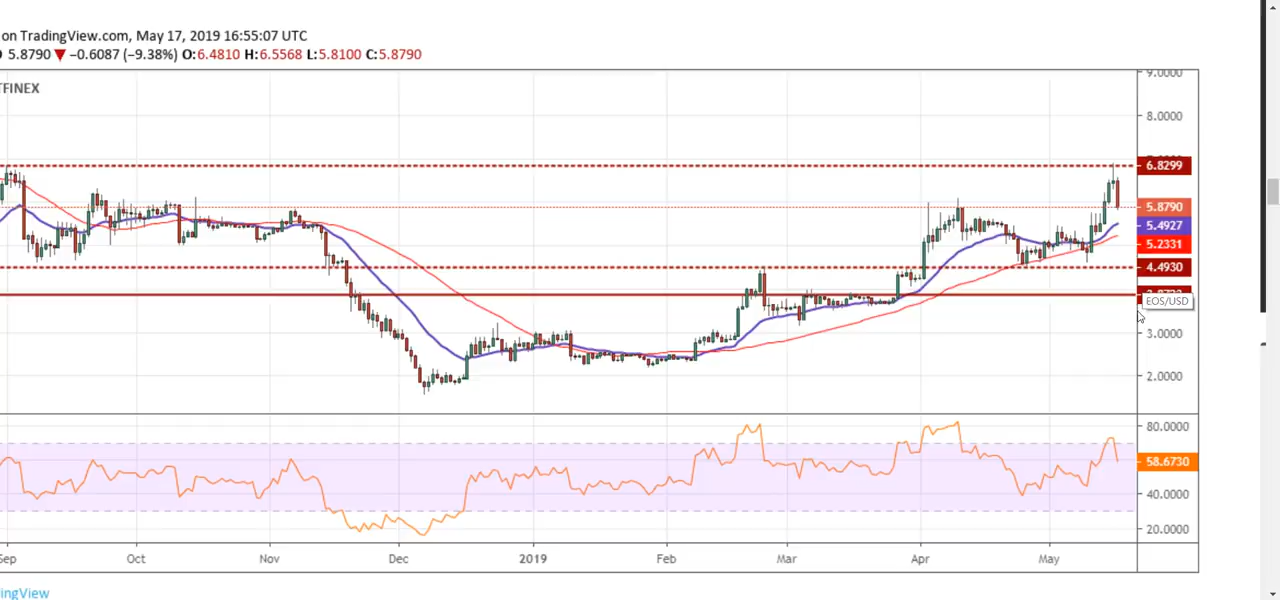 on TradingView.com, May 17, 2019 16:55:07 UTC
5.8790 ▼ −0.6087 (−9.38%) O:6.4810 H:6.5568 L:5.8100 C:5.8790
TFINEX
9.0000
8.0000
6.8299
5.8790
5.4927
5.2331
4.4930
EOS/USD
3.0000
2.0000
80.0000
58.6730
40.0000
20.0000
Sep Oct Nov Dec 2019 Feb Mar Apr May
ingView